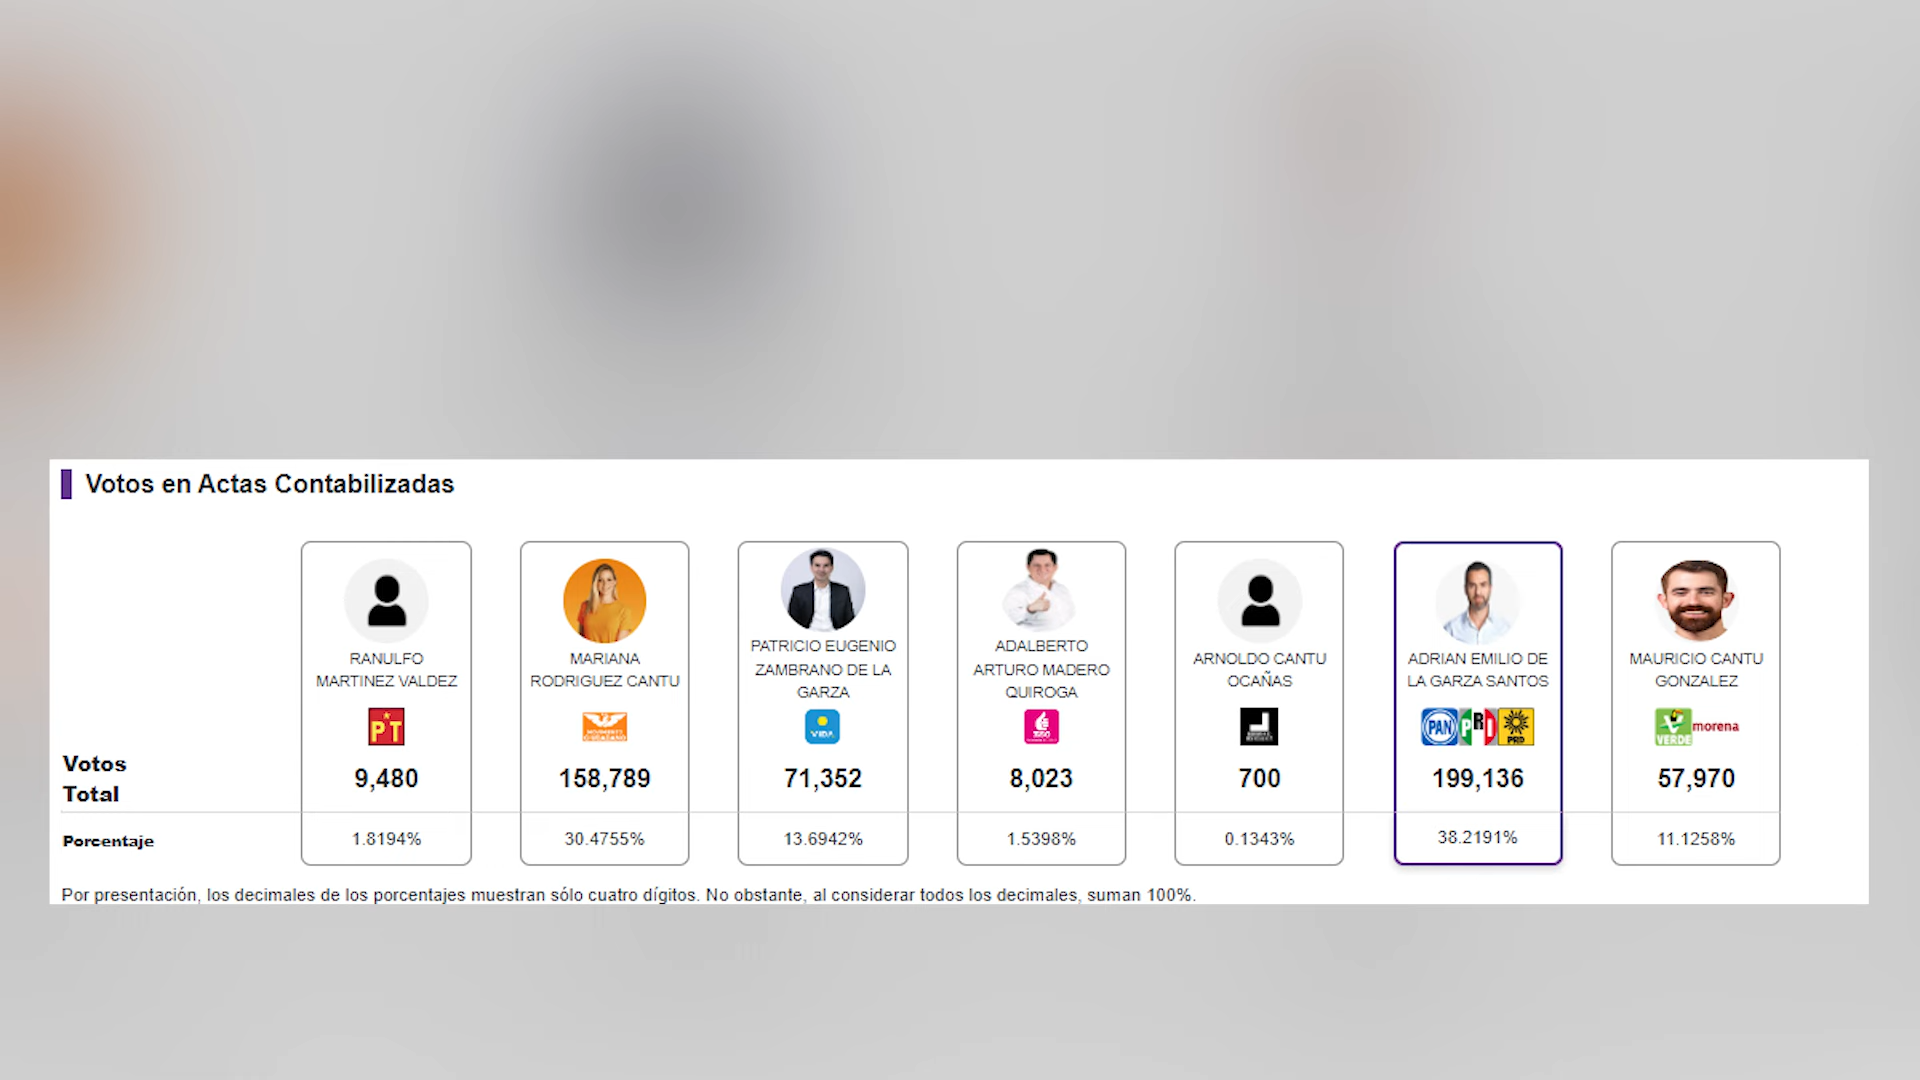 Votos en Actas Contabilizadas
RANULFO
MARTINEZ VALDEZ
PT
9,480
1.8194%
MARIANA
RODRIGUEZ CANTU
158,789
30.4755%
PATRICIO EUGENIO
ZAMBRANO DE LA
GARZA
VIDA
71,352
13.6942%
ADALBERTO
ARTURO MADERO
QUIROGA
8,023
1.5398%
ARNOLDO CANTU
OCAÑAS
700
0.1343%
ADRIAN EMILIO DE
LA GARZA SANTOS
PAN PRI PRD
199,136
38.2191%
MAURICIO CANTU
GONZALEZ
VERDE morena
57,970
11.1258%
Votos
Total
Porcentaje
Por presentación, los decimales de los porcentajes muestran sólo cuatro dígitos. No obstante, al considerar todos los decimales, suman 100%.